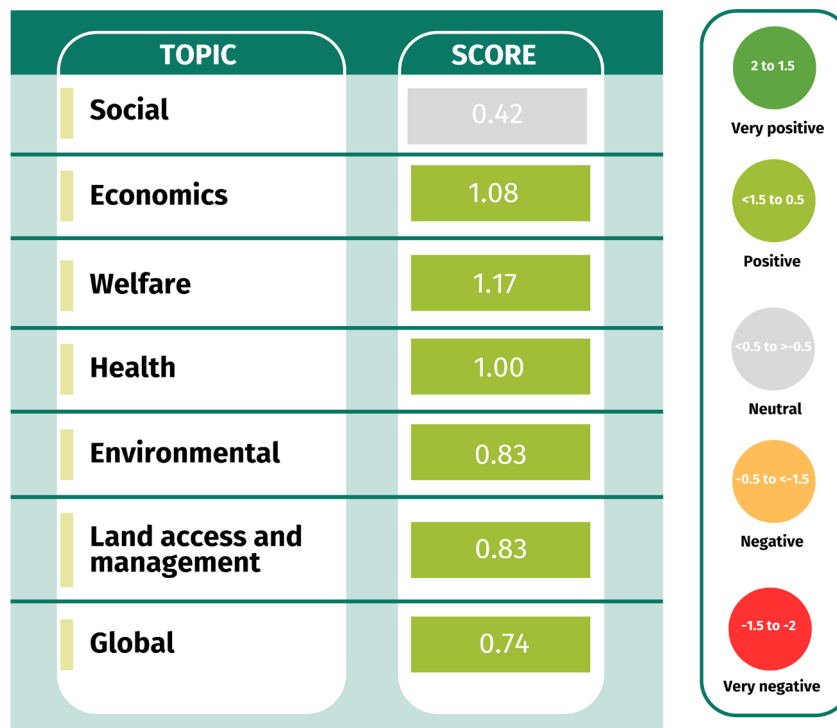 TOPIC SCORE
Social 0.42
Economics 1.08
Welfare 1.17
Health 1.00
Environmental 0.83
Land access and
management 0.83
Global 0.74
2 to 1.5
Very positive
<1.5 to 0.5
Positive
<0.5 to >-0.5
Neutral
-0.5 to <-1.5
Negative
-1.5 to -2
Very negative